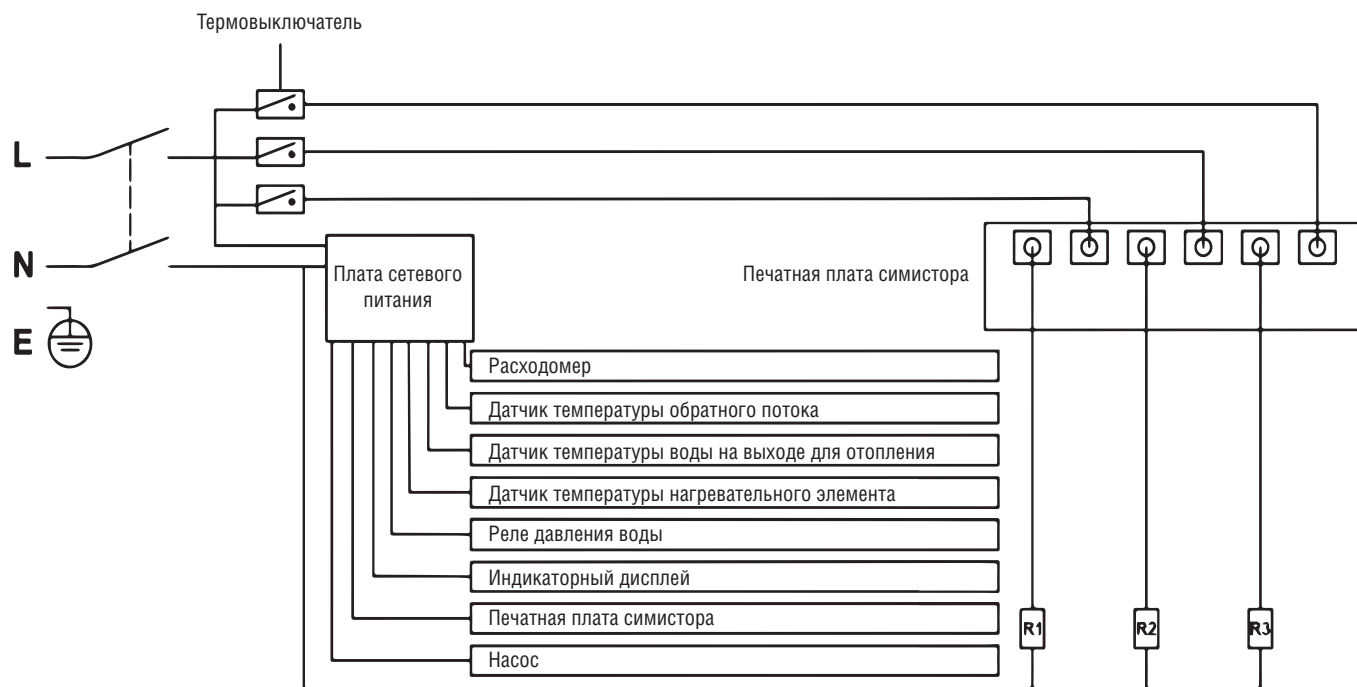 Термовыключатель
L
N
E
Плата сетевого
питания
Печатная плата симистора
Расходомер
Датчик температуры обратного потока
Датчик температуры воды на выходе для отопления
Датчик температуры нагревательного элемента
Реле давления воды
Индикаторный дисплей
Печатная плата симистора
Насос
R1
R2
R3